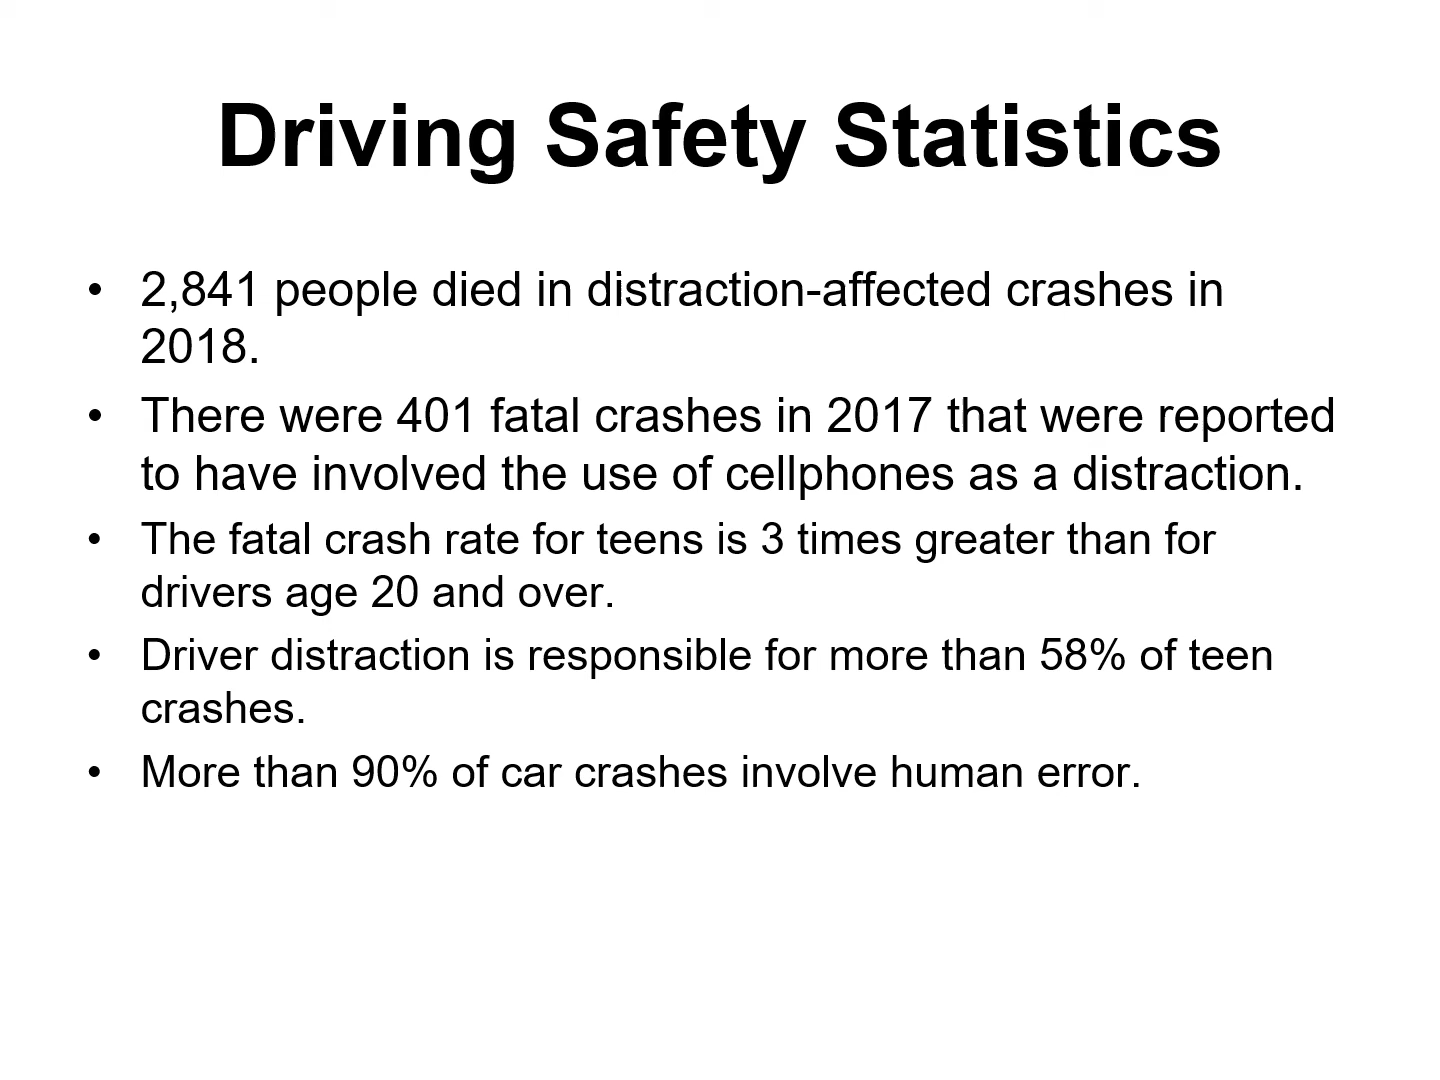 Driving Safety Statistics
• 2,841 people died in distraction-affected crashes in
2018.
• There were 401 fatal crashes in 2017 that were reported
to have involved the use of cellphones as a distraction.
• The fatal crash rate for teens is 3 times greater than for
drivers age 20 and over.
• Driver distraction is responsible for more than 58% of teen
crashes.
• More than 90% of car crashes involve human error.